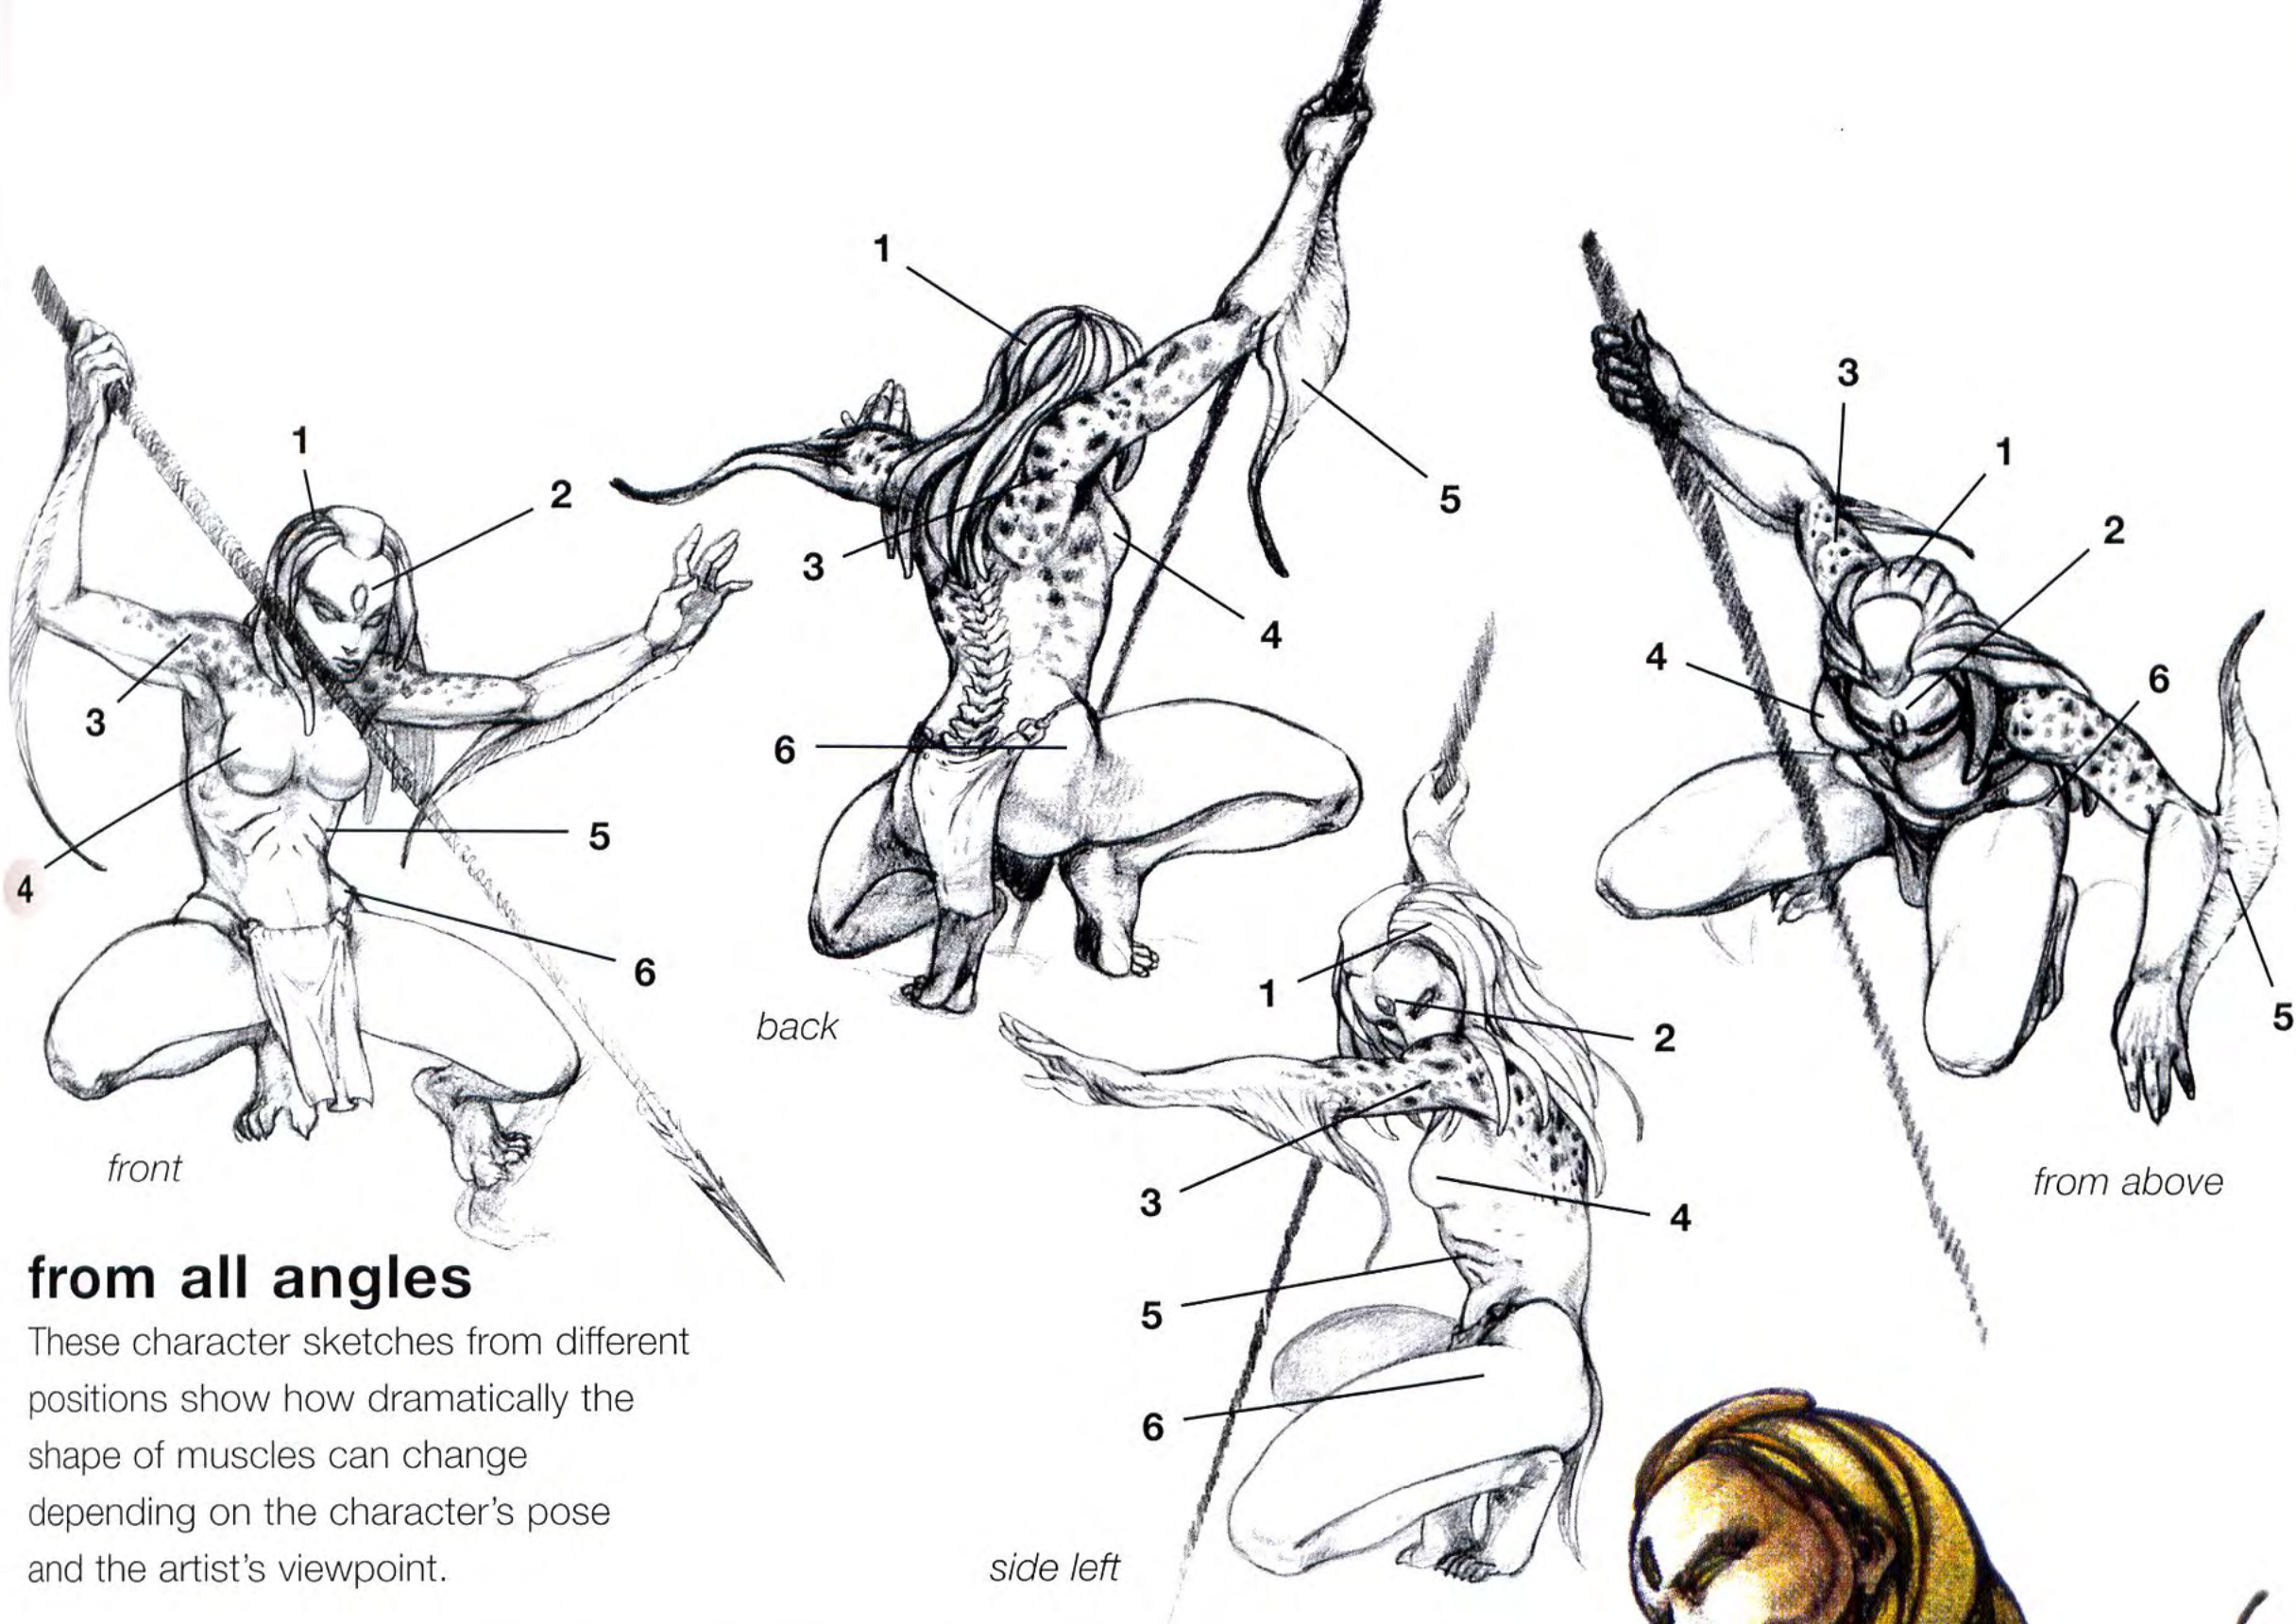 1
2
3
4
5
6
front
1
3
4
5
6
back
3
1
2
4
6
5
from above
1
2
3
4
5
6
side left
from all angles
These character sketches from different
positions show how dramatically the
shape of muscles can change
depending on the character’s pose
and the artist’s viewpoint.